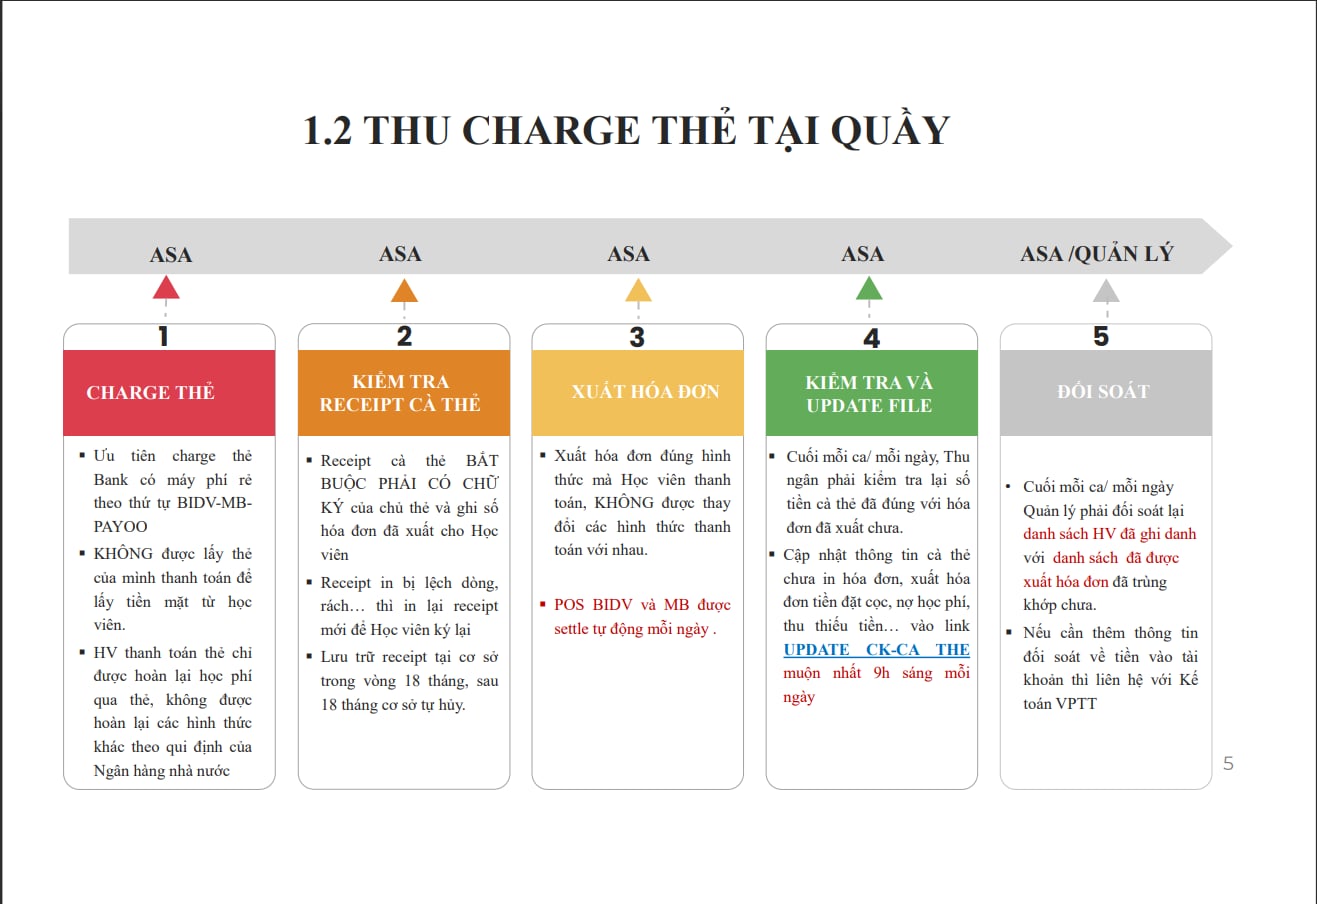 1.2 THU CHARGE THẺ TẠI QUẦY
ASA
ASA
ASA
ASA
ASA /QUẢN LÝ
1
CHARGE THẺ
▪ Ưu tiên charge thẻ
Bank có máy phí rẻ
theo thứ tự BIDV-MB-
PAYOO
▪ KHÔNG được lấy thẻ
của mình thanh toán để
lấy tiền mặt từ học
viên.
▪ HV thanh toán thẻ chỉ
được hoàn lại học phí
qua thẻ, không được
hoàn lại các hình thức
khác theo qui định của
Ngân hàng nhà nước
2
KIỂM TRA
RECEIPT CÀ THẺ
▪ Receipt cà thẻ BẮT
BUỘC PHẢI CÓ CHỮ
KÝ của chủ thẻ và ghi số
hóa đơn đã xuất cho Học
viên
▪ Receipt in bị lệch dòng,
rách… thì in lại receipt
mới để Học viên ký lại
▪ Lưu trữ receipt tại cơ sở
trong vòng 18 tháng, sau
18 tháng cơ sở tự hủy.
3
XUẤT HÓA ĐƠN
▪ Xuất hóa đơn đúng hình
thức mà Học viên thanh
toán, KHÔNG được thay
đổi các hình thức thanh
toán với nhau.
▪ POS BIDV và MB được
settle tự động mỗi ngày .
4
KIỂM TRA VÀ
UPDATE FILE
▪ Cuối mỗi ca/ mỗi ngày, Thu
ngân phải kiểm tra lại số
tiền cà thẻ đã đúng với hóa
đơn đã xuất chưa.
▪ Cập nhật thông tin cà thẻ
chưa in hóa đơn, xuất hóa
đơn tiền đặt cọc, nợ học phí,
thu thiếu tiền… vào link
UPDATE CK-CA THE
muộn nhất 9h sáng mỗi
ngày
5
ĐỐI SOÁT
• Cuối mỗi ca/ mỗi ngày
Quản lý phải đối soát lại
danh sách HV đã ghi danh
với danh sách đã được
xuất hóa đơn đã trùng
khớp chưa.
▪ Nếu cần thêm thông tin
đối soát về tiền vào tài
khoản thì liên hệ với Kế
toán VPTT
5